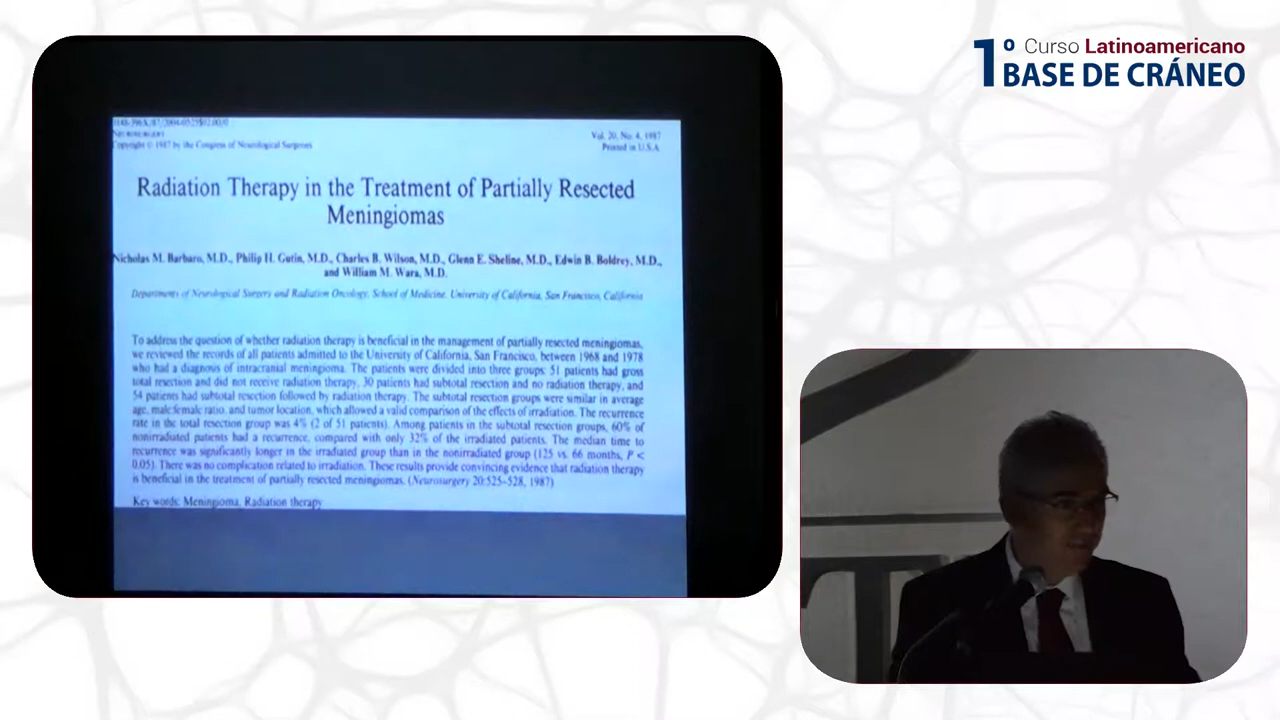 1º Curso Latinoamericano
BASE DE CRÁNEO
NEUROSURGERY
Copyright © 1987 by the Congress of Neurological Surgeons
Vol. 20, No. 4, 1987
Printed in U.S.A.
Radiation Therapy in the Treatment of Partially Resected
Meningiomas
Nicholas M. Barbaro, M.D., Philip H. Gutin, M.D., Charles B. Wilson, M.D., Glenn E. Sheline, M.D., Edwin B. Boldrey, M.D.,
and William M. Wara, M.D.
Departments of Neurological Surgery and Radiation Oncology, School of Medicine, University of California, San Francisco, California
To address the question of whether radiation therapy is beneficial in the management of partially resected meningiomas,
we reviewed the records of all patients admitted to the University of California, San Francisco, between 1968 and 1978
who had a diagnosis of intracranial meningioma. The patients were divided into three groups: 51 patients had gross
total resection and did not receive radiation therapy, 30 patients had subtotal resection and no radiation therapy, and
54 patients had subtotal resection followed by radiation therapy. The subtotal resection groups were similar in average
age, male:female ratio, and tumor location, which allowed a valid comparison of the effects of irradiation. The recurrence
rate in the total resection group was 4% (2 of 51 patients). Among patients in the subtotal resection groups, 60% of
nonirradiated patients had a recurrence, compared with only 32% of the irradiated patients. The median time to
recurrence was significantly longer in the irradiated group than in the nonirradiated group (125 vs. 66 months, P <
0.05). There was no complication related to irradiation. These results provide convincing evidence that radiation therapy
is beneficial in the treatment of partially resected meningiomas. (Neurosurgery 20:525–528, 1987)
Key words: Meningioma, Radiation therapy